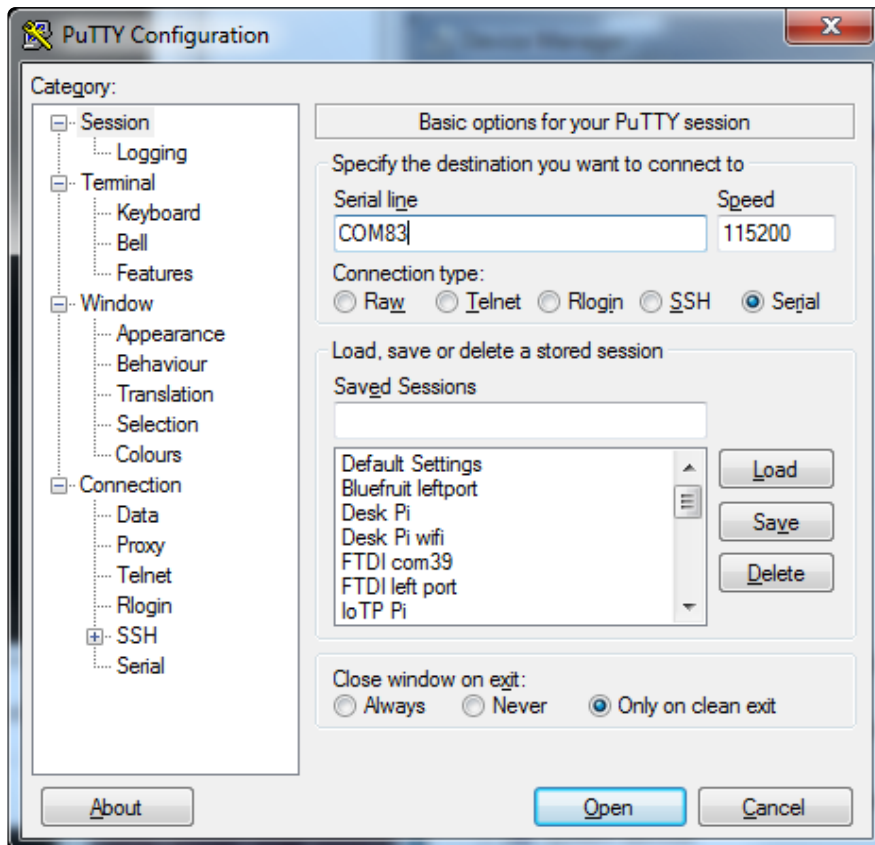 PuTTY Configuration
Device Manager
Category:
Session
Logging
Terminal
Keyboard
Bell
Features
Window
Appearance
Behaviour
Translation
Selection
Colours
Connection
Data
Proxy
Telnet
Rlogin
SSH
Serial
Basic options for your PuTTY session
Specify the destination you want to connect to
Serial line Speed
COM83 115200
Connection type:
Raw Telnet Rlogin SSH Serial
Load, save or delete a stored session
Saved Sessions
Default Settings
Bluefruit leftport
Desk Pi
Desk Pi wifi
FTDI com39
FTDI left port
IoTP Pi
Load
Save
Delete
Close window on exit:
Always Never Only on clean exit
About Open Cancel